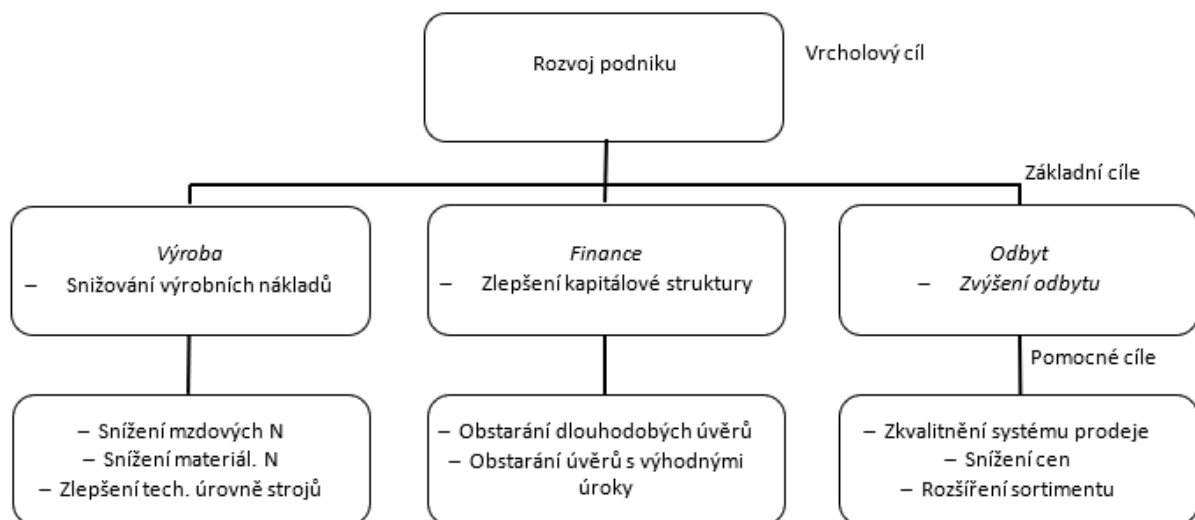 Rozvoj podniku
Vrcholový cíl
Základní cíle
Výroba
– Snižování výrobních nákladů
Finance
– Zlepšení kapitálové struktury
Odbyt
– Zvýšení odbytu
Pomocné cíle
– Snížení mzdových N
– Snížení materiál. N
– Zlepšení tech. úrovně strojů
– Obstarání dlouhodobých úvěrů
– Obstarání úvěrů s výhodnými
úroky
– Zkvalitnění systému prodeje
– Snížení cen
– Rozšíření sortimentu